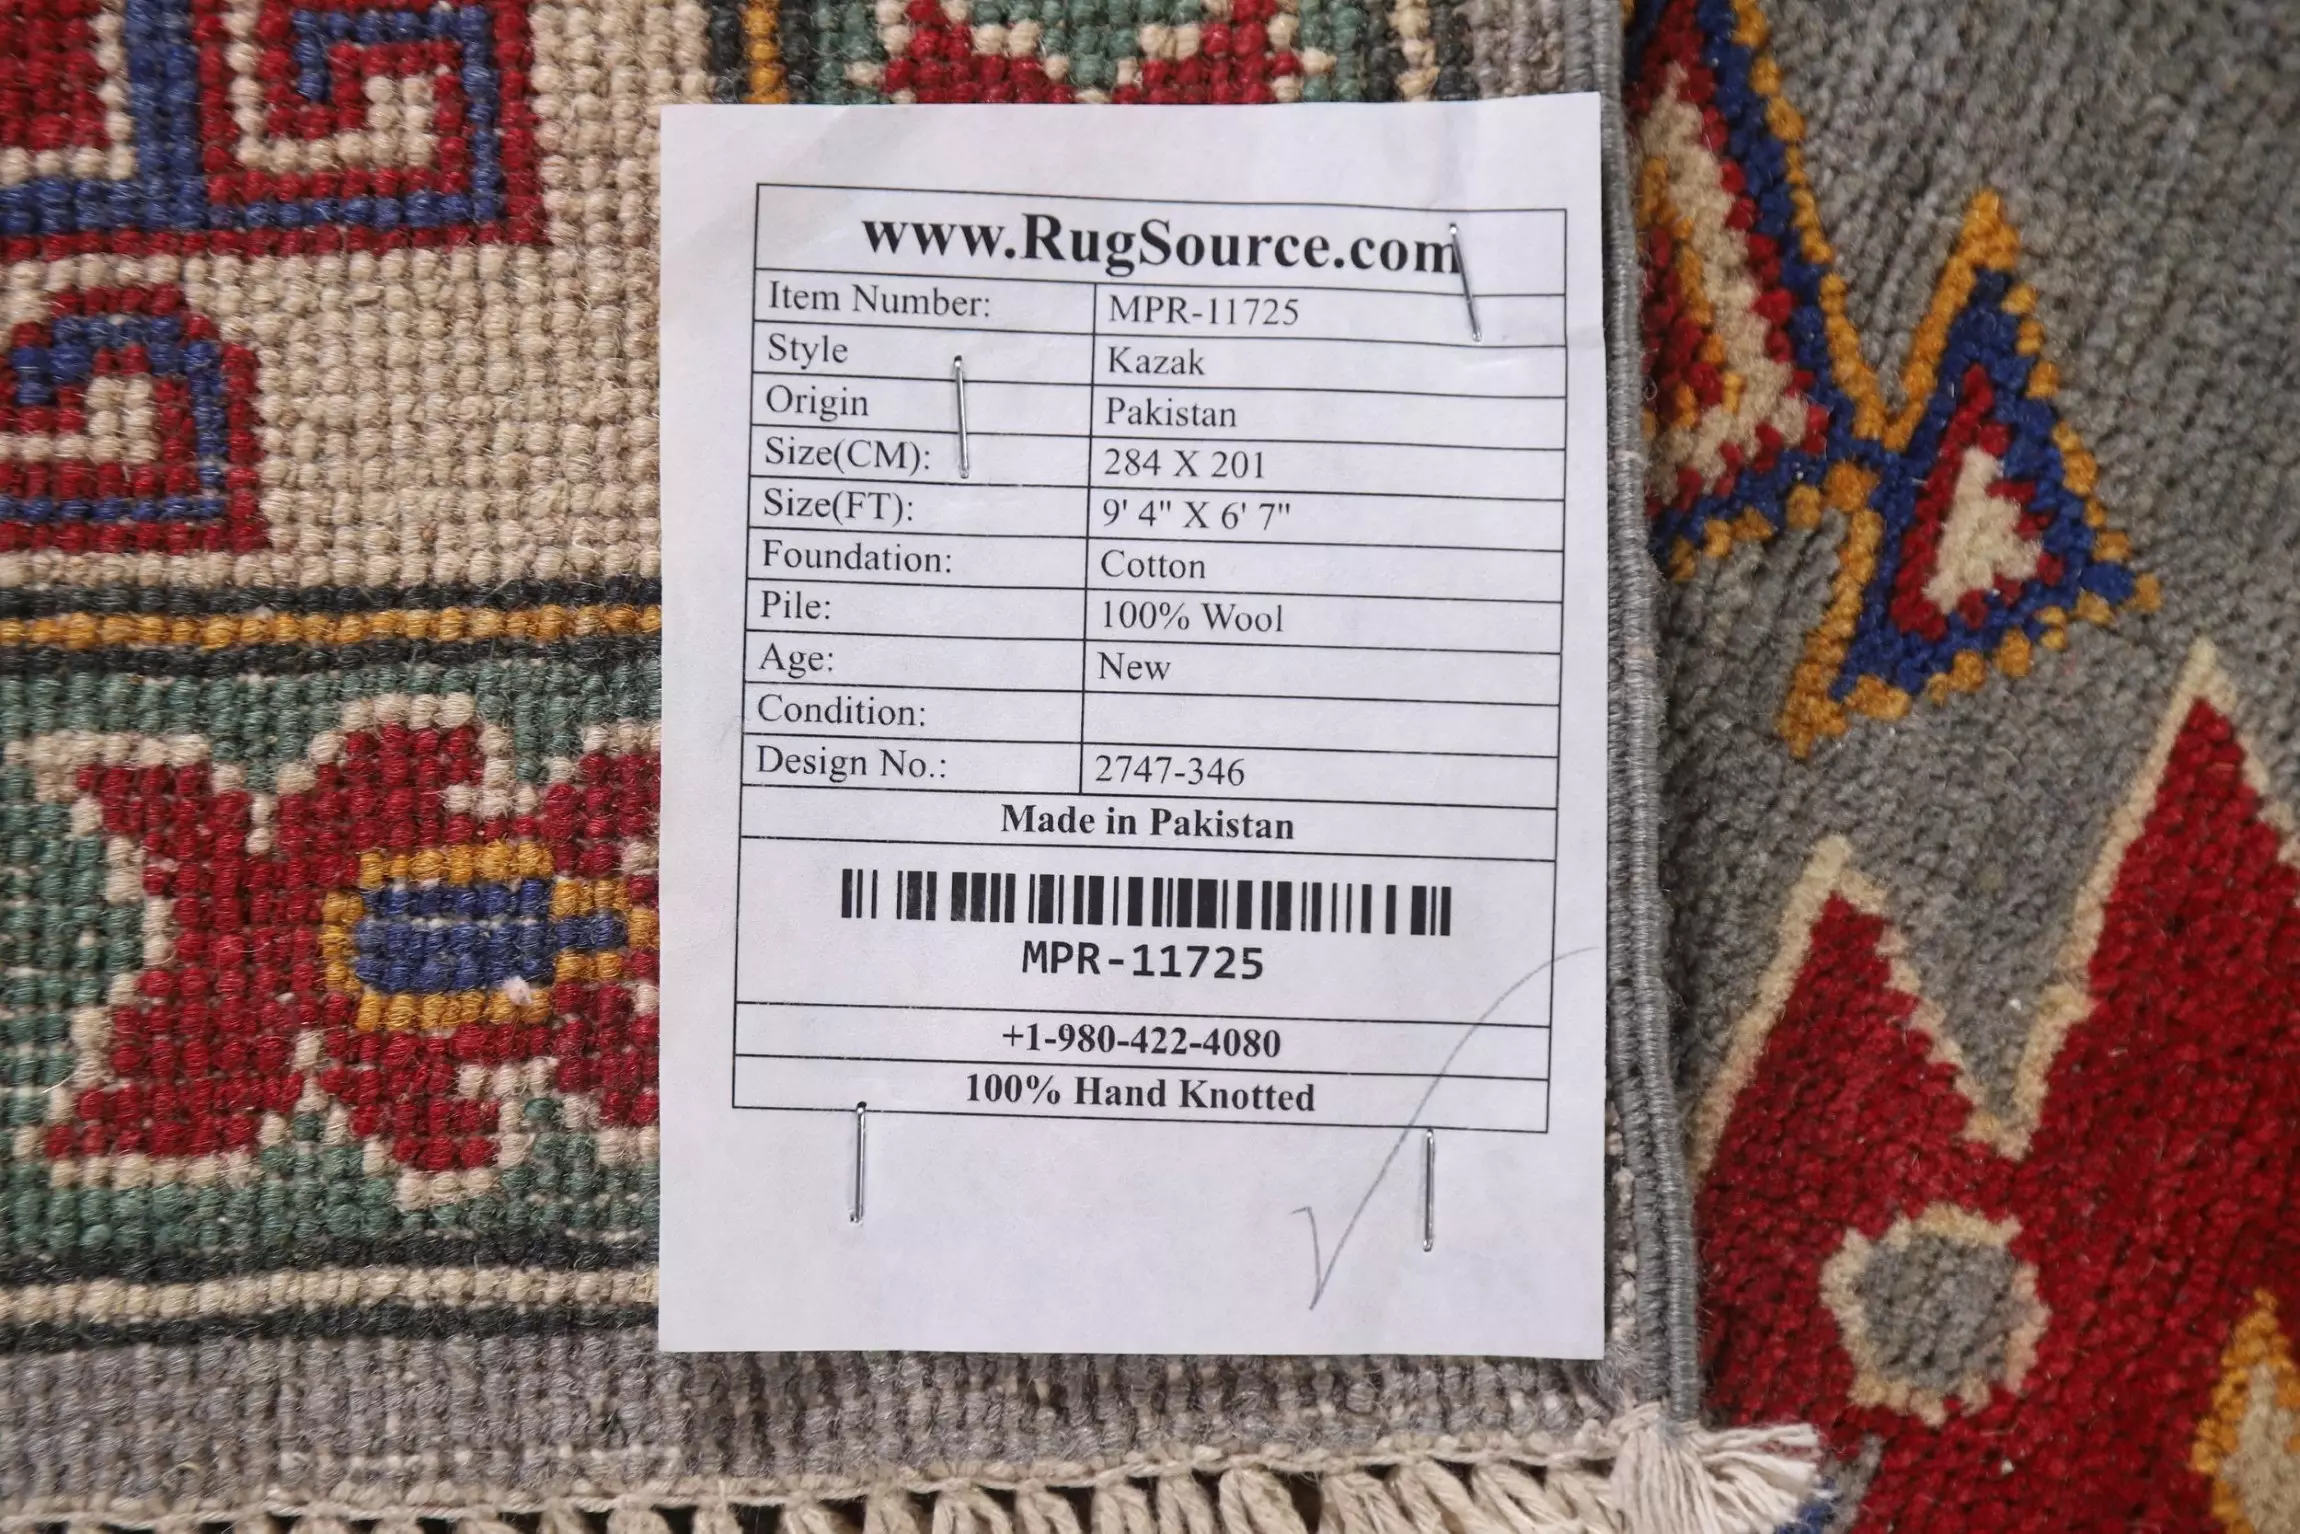 www.RugSource.com
Item Number: MPR-11725
Style Kazak
Origin Pakistan
Size(CM): 284 X 201
Size(FT): 9' 4" X 6' 7"
Foundation: Cotton
Pile: 100% Wool
Age: New
Condition:
Design No.: 2747-346
Made in Pakistan
MPR-11725
+1-980-422-4080
100% Hand Knotted